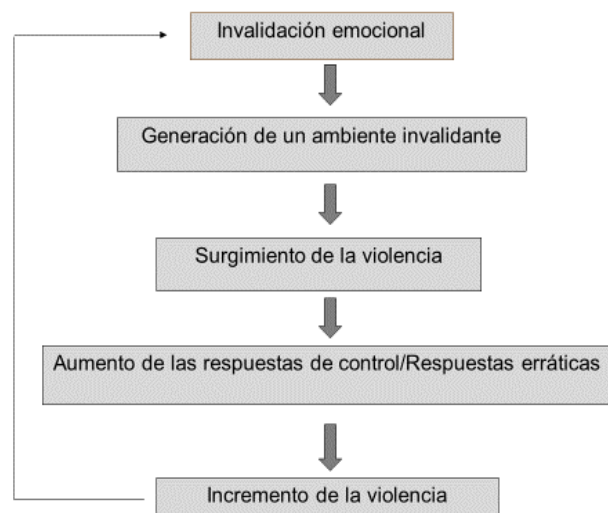 Invalidación emocional
Generación de un ambiente invalidante
Surgimiento de la violencia
Aumento de las respuestas de control/Respuestas erráticas
Incremento de la violencia